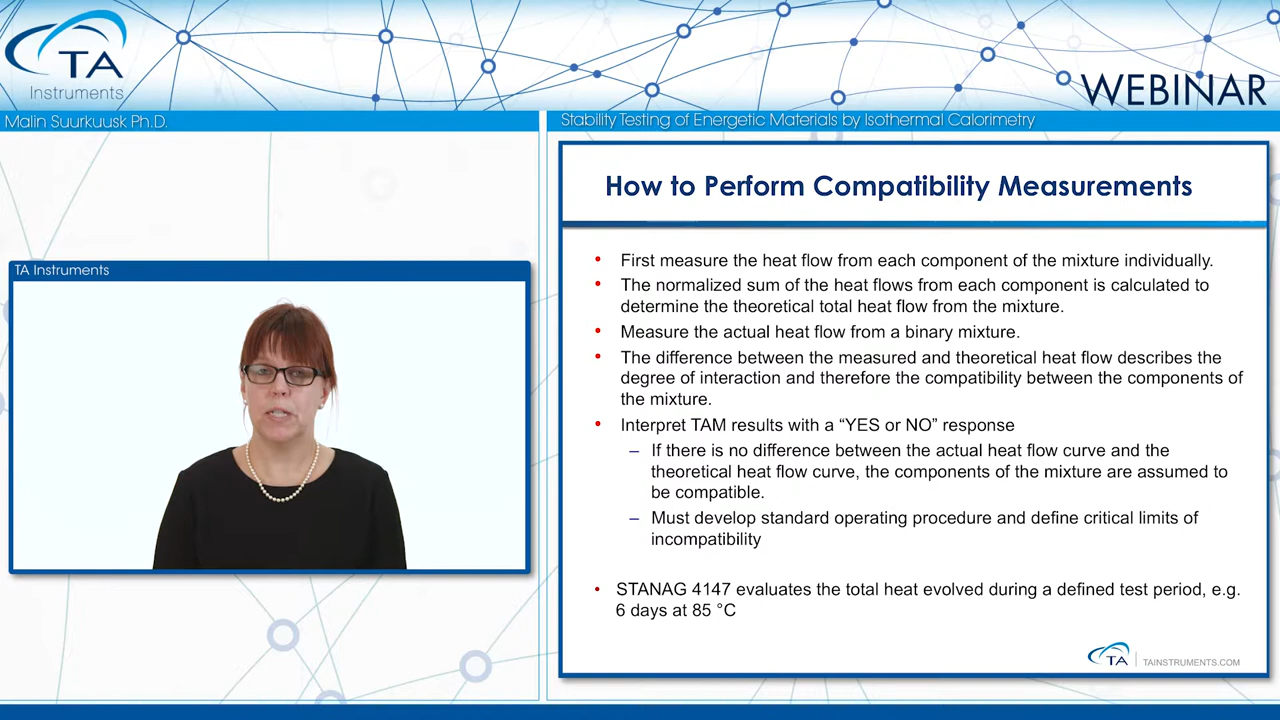 TA
Instruments
WEBINAR
Malin Suurkuusk Ph.D.
Stability Testing of Energetic Materials by Isothermal Calorimetry
TA Instruments
How to Perform Compatibility Measurements
• First measure the heat flow from each component of the mixture individually.
• The normalized sum of the heat flows from each component is calculated to
determine the theoretical total heat flow from the mixture.
• Measure the actual heat flow from a binary mixture.
• The difference between the measured and theoretical heat flow describes the
degree of interaction and therefore the compatibility between the components of
the mixture.
• Interpret TAM results with a “YES or NO” response
– If there is no difference between the actual heat flow curve and the
theoretical heat flow curve, the components of the mixture are assumed to
be compatible.
– Must develop standard operating procedure and define critical limits of
incompatibility
• STANAG 4147 evaluates the total heat evolved during a defined test period, e.g.
6 days at 85 °C
TA
TAINSTRUMENTS.COM